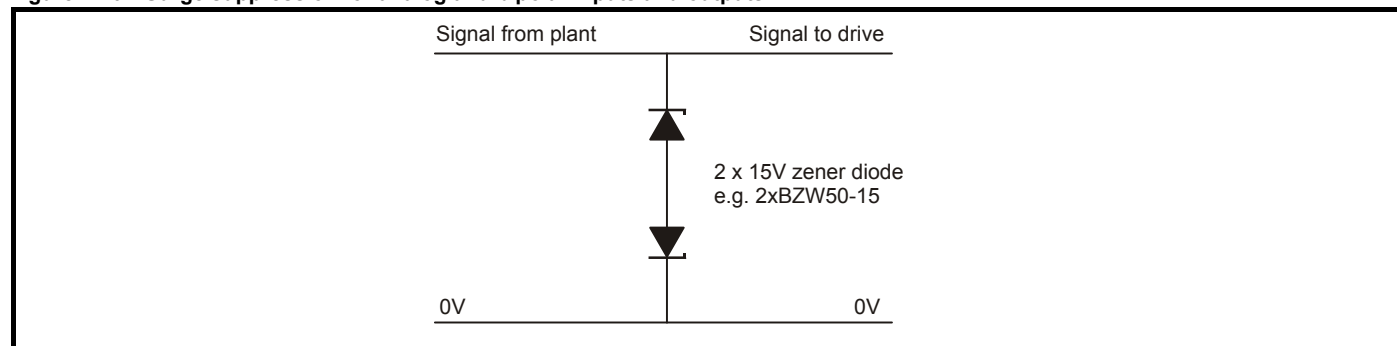 Signal from plant Signal to drive
2 x 15V zener diode
e.g. 2xBZW50-15
0V 0V